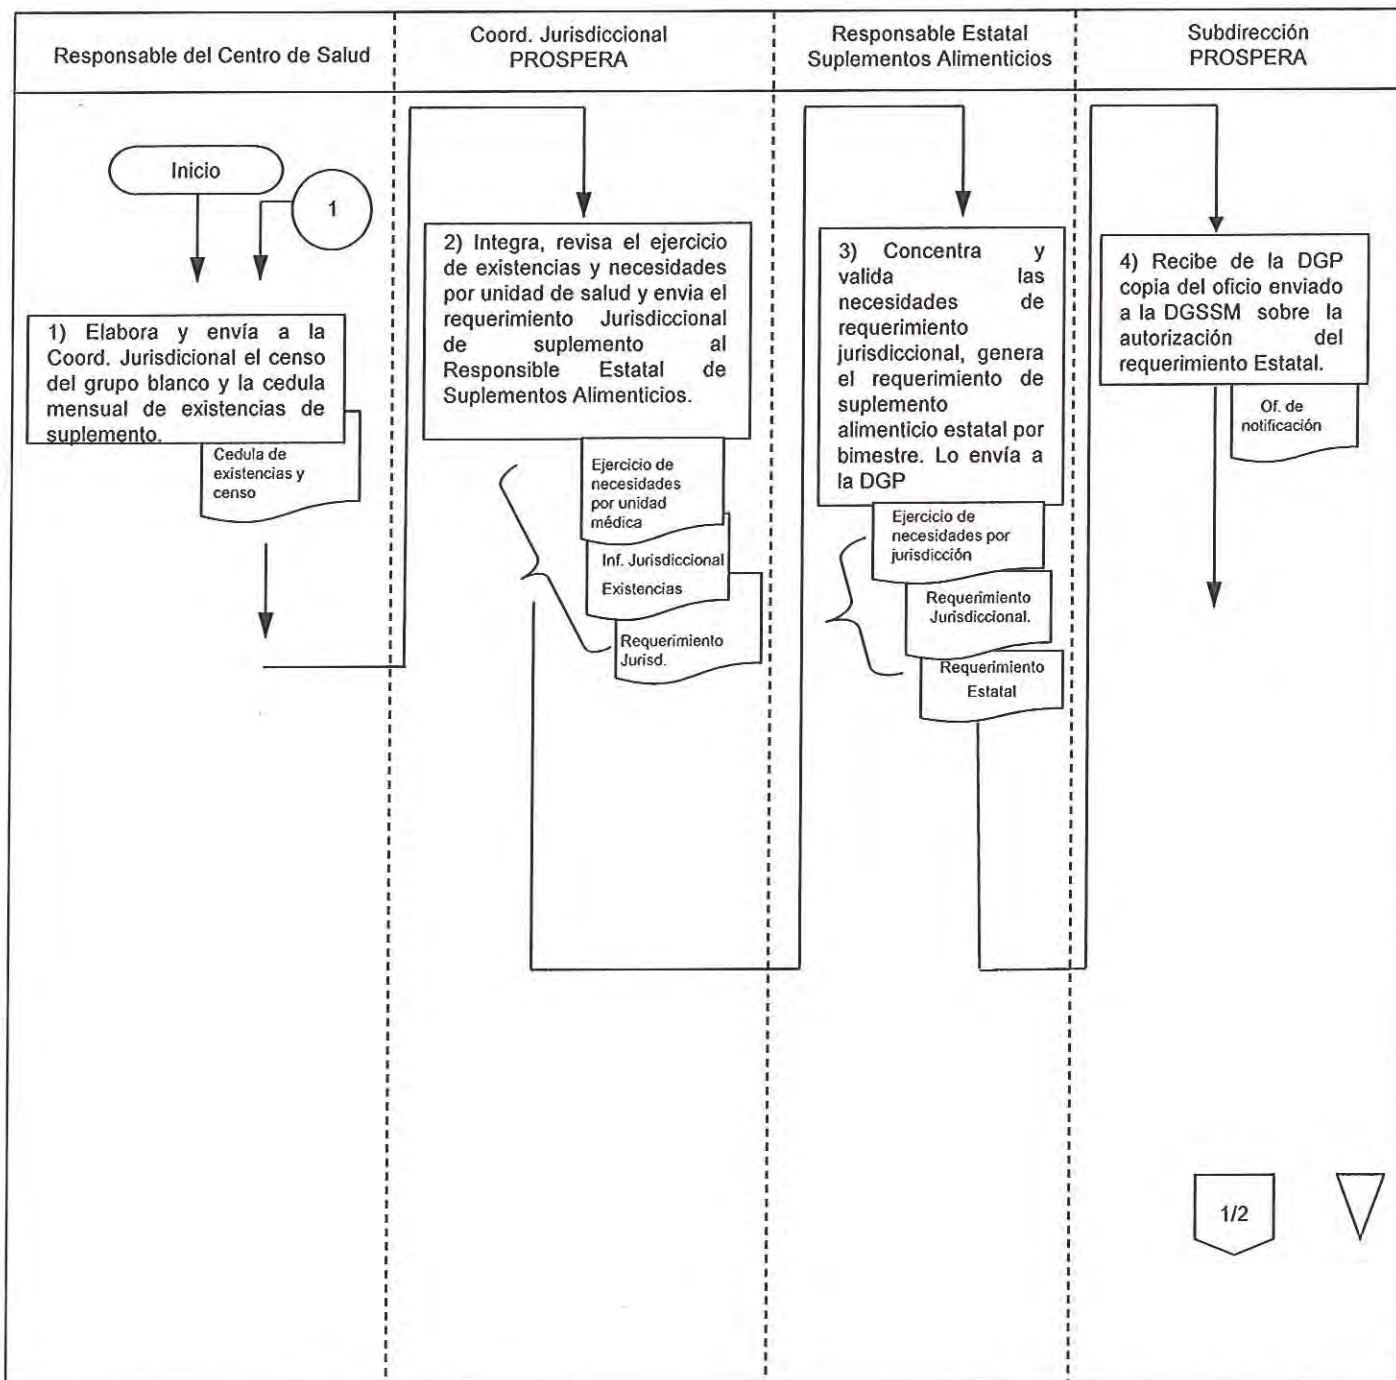 Responsable del Centro de Salud
Coord. Jurisdiccional
PROSPERA
Responsable Estatal
Suplementos Alimenticios
Subdirección
PROSPERA
Inicio
1
1) Elabora y envía a la
Coord. Jurisdicional el censo
del grupo blanco y la cedula
mensual de existencias de
suplemento.
Cedula de
existencias y
censo
2) Integra, revisa el ejercicio
de existencias y necesidades
por unidad de salud y envia el
requerimiento Jurisdiccional
de suplemento al
Responsible Estatal de
Suplementos Alimenticios.
Ejercicio de
necesidades
por unidad
médica
Inf. Jurisdiccional
Existencias
Requerimiento
Jurisd.
3) Concentra y
valida las
necesidades de
requerimiento
jurisdiccional, genera
el requerimiento de
suplemento
alimenticio estatal por
bimestre. Lo envía a
la DGP
Ejercicio de
necesidades por
jurisdicción
Requerimiento
Jurisdiccional.
Requerimiento
Estatal
4) Recibe de la DGP
copia del oficio enviado
a la DGSSM sobre la
autorización del
requerimiento Estatal.
Of. de
notificación
1/2